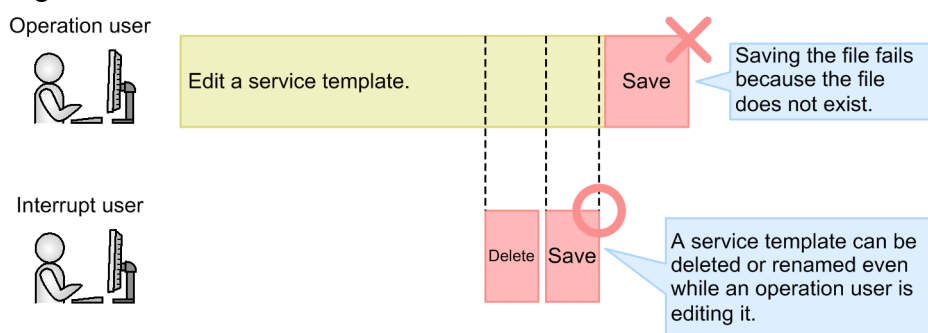 Operation user
Edit a service template.
Save
Saving the file fails
because the file
does not exist.
Interrupt user
Delete
Save
A service template can be
deleted or renamed even
while an operation user is
editing it.